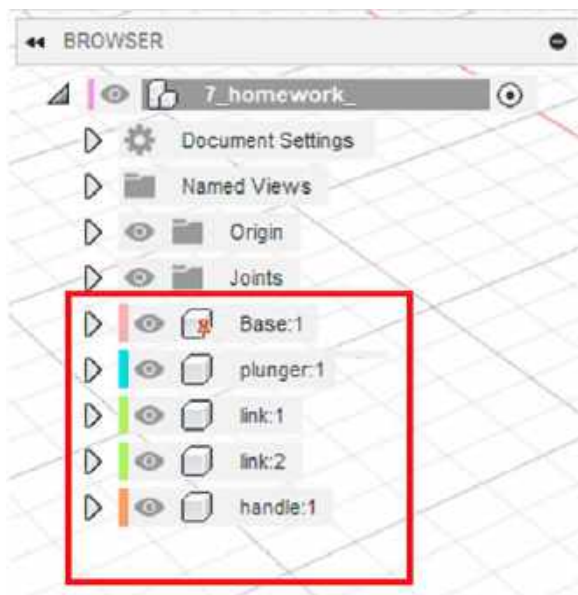 BROWSER
7_homework_
Document Settings
Named Views
Origin
Joints
Base:1
plunger:1
link:1
link:2
handle:1